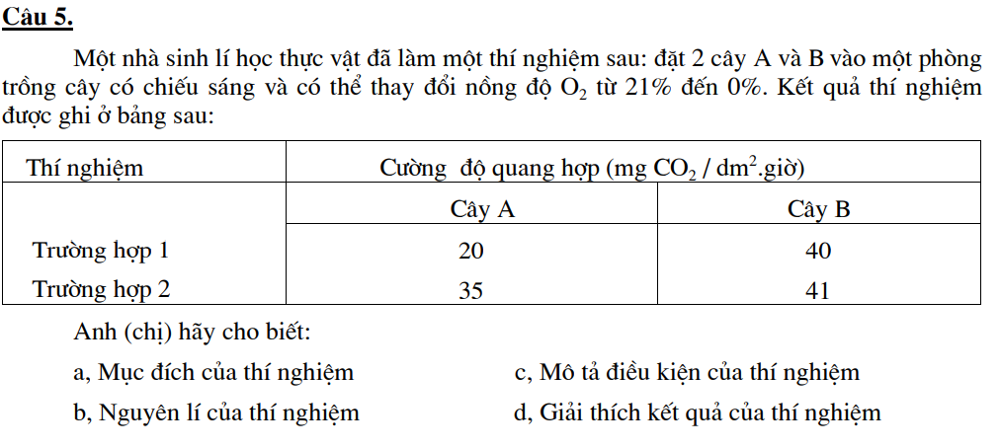 Câu 5.
Một nhà sinh lí học thực vật đã làm một thí nghiệm sau: đặt 2 cây A và B vào một phòng
trồng cây có chiếu sáng và có thể thay đổi nồng độ O₂ từ 21% đến 0%. Kết quả thí nghiệm
được ghi ở bảng sau:
Thí nghiệm Cường độ quang hợp (mg CO₂ / dm².giờ)
Cây A Cây B
Trường hợp 1 20 40
Trường hợp 2 35 41
Anh (chị) hãy cho biết:
a, Mục đích của thí nghiệm c, Mô tả điều kiện của thí nghiệm
b, Nguyên lí của thí nghiệm d, Giải thích kết quả của thí nghiệm